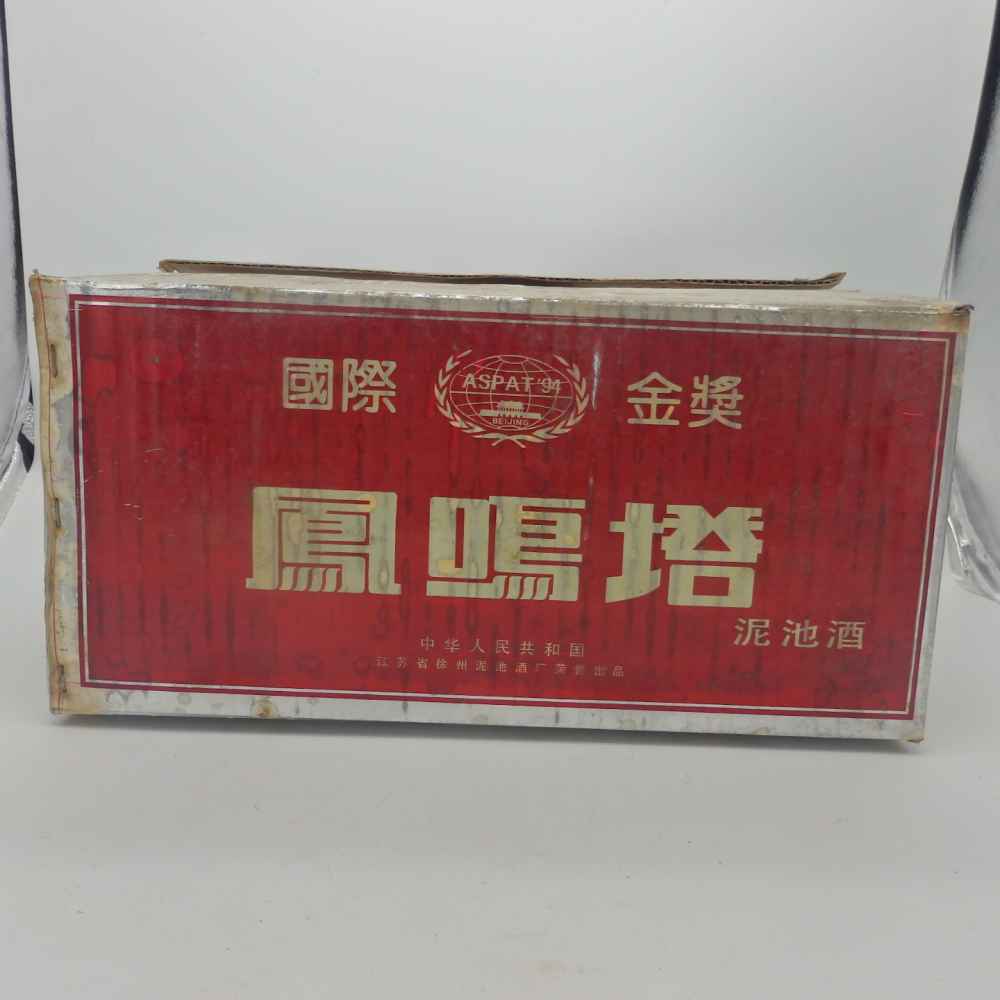 國際 金獎
ASPAT'94
BEIJING
鳳鳴塔
泥池酒
中华人民共和国
江苏省徐州泥池酒厂荣誉出品